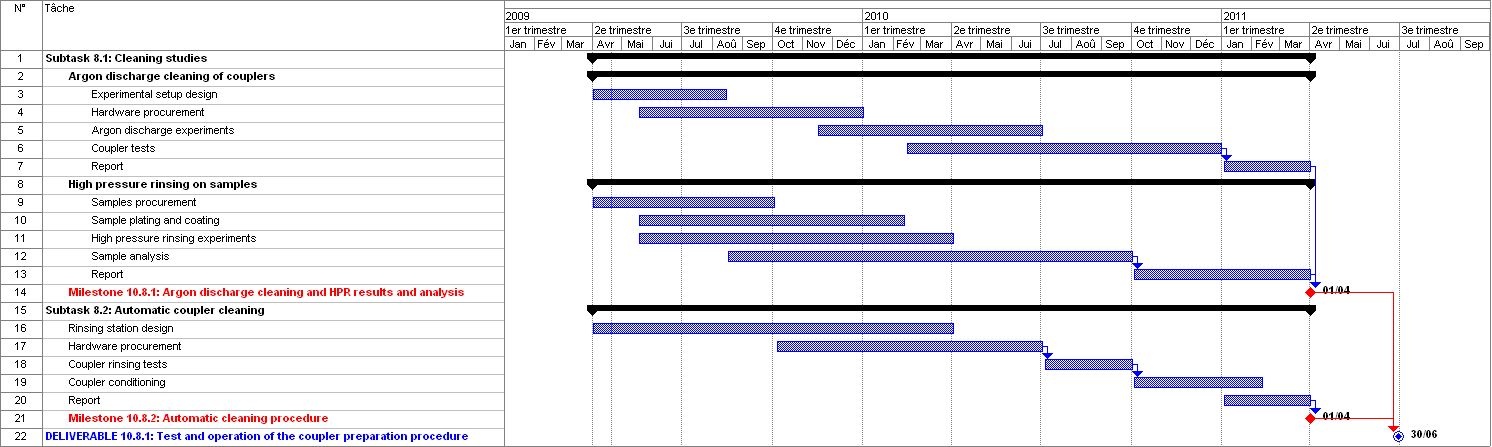 N° Tâche
2009 2010 2011
1er trimestre 2e trimestre 3e trimestre 4e trimestre 1er trimestre 2e trimestre 3e trimestre 4e trimestre 1er trimestre 2e trimestre 3e trimestre
Jan Fév Mar Avr Mai Jui Jul Aoû Sep Oct Nov Déc Jan Fév Mar Avr Mai Jui Jul Aoû Sep Oct Nov Déc Jan Fév Mar Avr Mai Jui Jul Aoû Sep
1 Subtask 8.1: Cleaning studies
2 Argon discharge cleaning of couplers
3 Experimental setup design
4 Hardware procurement
5 Argon discharge experiments
6 Coupler tests
7 Report
8 High pressure rinsing on samples
9 Samples procurement
10 Sample plating and coating
11 High pressure rinsing experiments
12 Sample analysis
13 Report
14 Milestone 10.8.1: Argon discharge cleaning and HPR results and analysis 01/04
15 Subtask 8.2: Automatic coupler cleaning
16 Rinsing station design
17 Hardware procurement
18 Coupler rinsing tests
19 Coupler conditioning
20 Report
21 Milestone 10.8.2: Automatic cleaning procedure 01/04
22 DELIVERABLE 10.8.1: Test and operation of the coupler preparation procedure 30/06